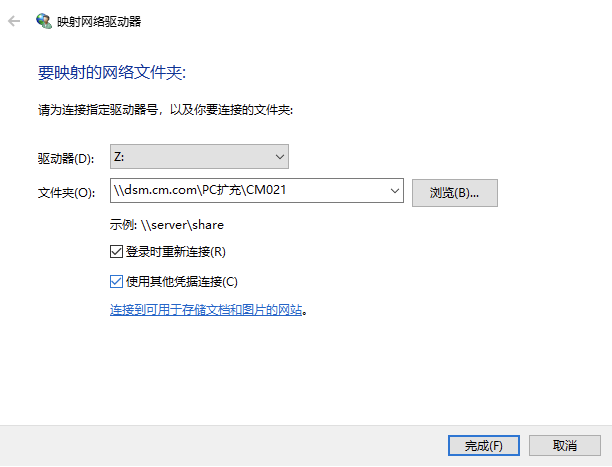 映射网络驱动器
要映射的网络文件夹:
请为连接指定驱动器号，以及你要连接的文件夹:
驱动器(D): Z:
文件夹(O): \\dsm.cm.com\PC扩充\CM021 浏览(B)...
示例: \\server\share
登录时重新连接(R)
使用其他凭据连接(C)
连接到可用于存储文档和图片的网站。
完成(F) 取消